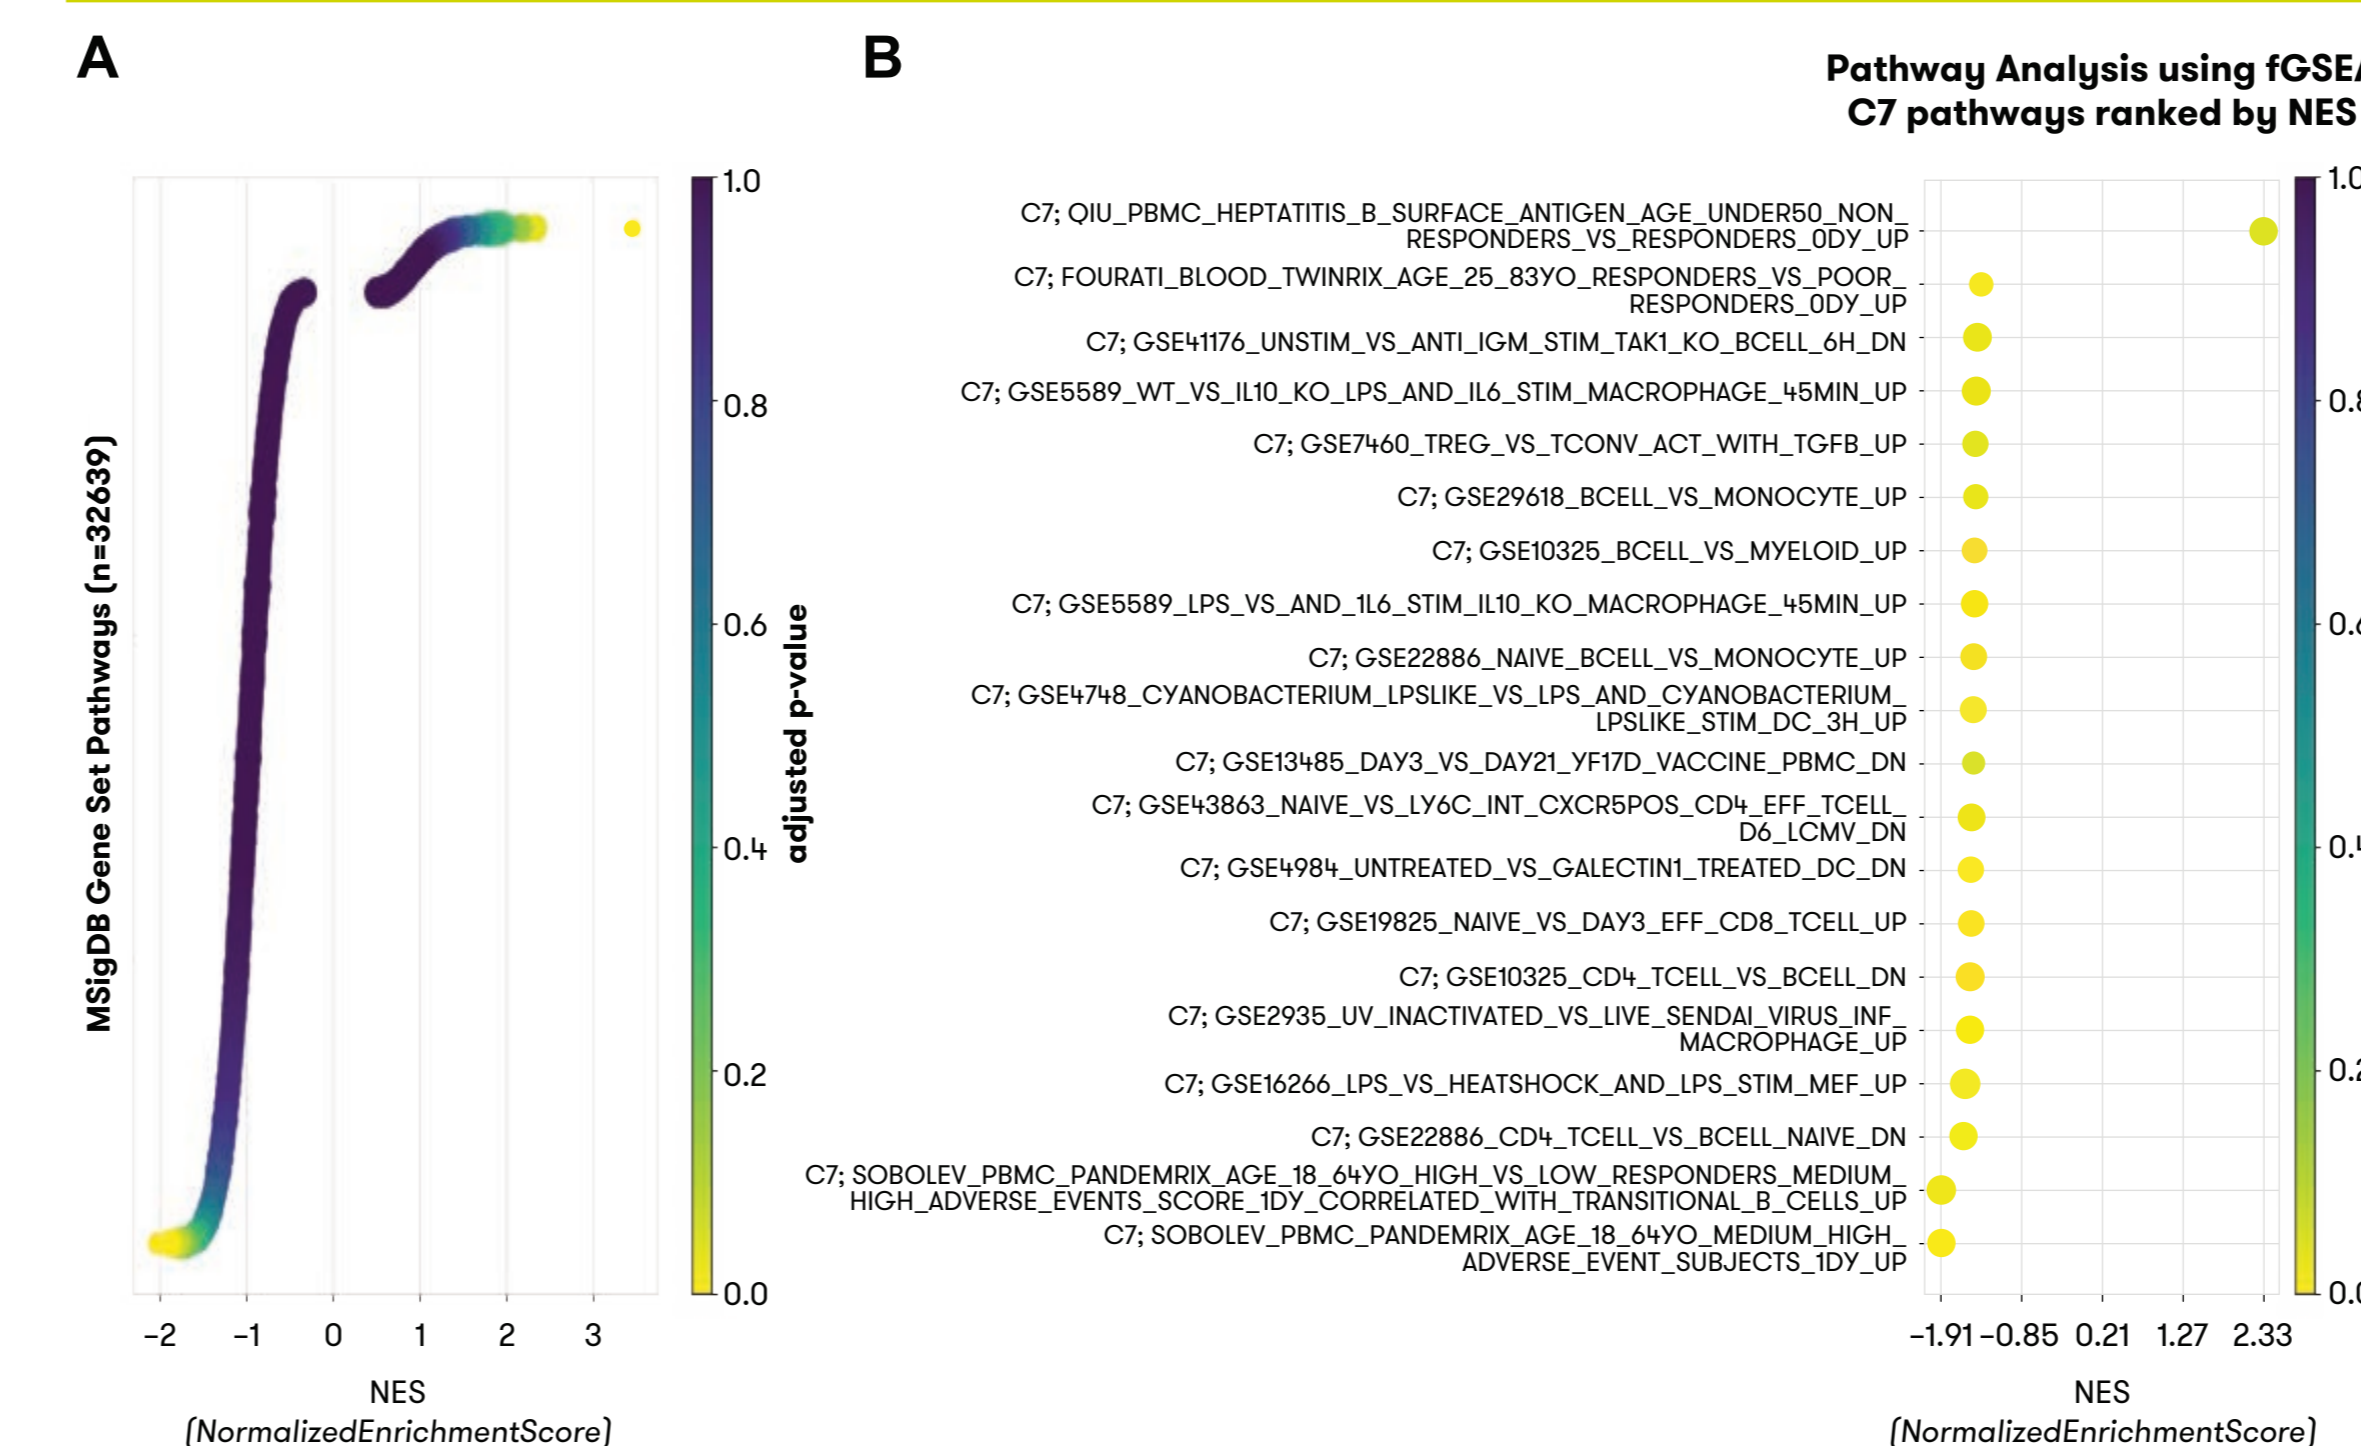 A
B
Pathway Analysis using fGSEA
C7 pathways ranked by NES
MSigDB Gene Set Pathways (n=32639)
1.0
0.8
0.6
0.4
0.2
0.0
adjusted p-value
−2 −1 0 1 2 3
NES
(NormalizedEnrichmentScore)
C7; QIU_PBMC_HEPTATITIS_B_SURFACE_ANTIGEN_AGE_UNDER50_NON_
RESPONDERS_VS_RESPONDERS_0DY_UP
C7; FOURATI_BLOOD_TWINRIX_AGE_25_83YO_RESPONDERS_VS_POOR_
RESPONDERS_0DY_UP
C7; GSE41176_UNSTIM_VS_ANTI_IGM_STIM_TAK1_KO_BCELL_6H_DN
C7; GSE5589_WT_VS_IL10_KO_LPS_AND_IL6_STIM_MACROPHAGE_45MIN_UP
C7; GSE7460_TREG_VS_TCONV_ACT_WITH_TGFB_UP
C7; GSE29618_BCELL_VS_MONOCYTE_UP
C7; GSE10325_BCELL_VS_MYELOID_UP
C7; GSE5589_LPS_VS_AND_1L6_STIM_IL10_KO_MACROPHAGE_45MIN_UP
C7; GSE22886_NAIVE_BCELL_VS_MONOCYTE_UP
C7; GSE4748_CYANOBACTERIUM_LPSLIKE_VS_LPS_AND_CYANOBACTERIUM_
LPSLIKE_STIM_DC_3H_UP
C7; GSE13485_DAY3_VS_DAY21_YF17D_VACCINE_PBMC_DN
C7; GSE43863_NAIVE_VS_LY6C_INT_CXCR5POS_CD4_EFF_TCELL_
D6_LCMV_DN
C7; GSE4984_UNTREATED_VS_GALECTIN1_TREATED_DC_DN
C7; GSE19825_NAIVE_VS_DAY3_EFF_CD8_TCELL_UP
C7; GSE10325_CD4_TCELL_VS_BCELL_DN
C7; GSE2935_UV_INACTIVATED_VS_LIVE_SENDAI_VIRUS_INF_
MACROPHAGE_UP
C7; GSE16266_LPS_VS_HEATSHOCK_AND_LPS_STIM_MEF_UP
C7; GSE22886_CD4_TCELL_VS_BCELL_NAIVE_DN
C7; SOBOLEV_PBMC_PANDEMRIX_AGE_18_64YO_HIGH_VS_LOW_RESPONDERS_MEDIUM_
HIGH_ADVERSE_EVENTS_SCORE_1DY_CORRELATED_WITH_TRANSITIONAL_B_CELLS_UP
C7; SOBOLEV_PBMC_PANDEMRIX_AGE_18_64YO_MEDIUM_HIGH_
ADVERSE_EVENT_SUBJECTS_1DY_UP
−1.91 −0.85 0.21 1.27 2.33
NES
(NormalizedEnrichmentScore)